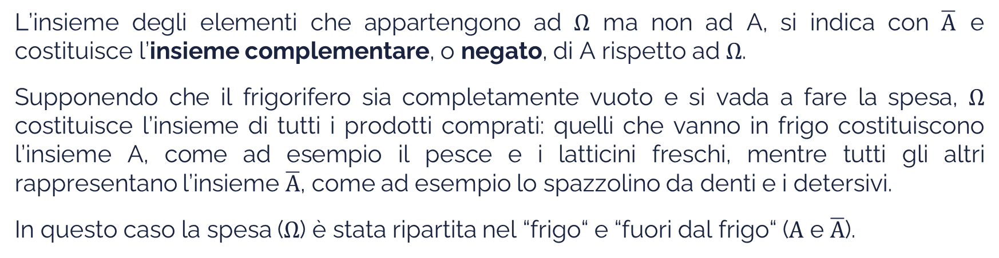 L’insieme degli elementi che appartengono ad Ω ma non ad A, si indica con A̅ e
costituisce l’insieme complementare, o negato, di A rispetto ad Ω.
Supponendo che il frigorifero sia completamente vuoto e si vada a fare la spesa, Ω
costituisce l’insieme di tutti i prodotti comprati: quelli che vanno in frigo costituiscono
l’insieme A, come ad esempio il pesce e i latticini freschi, mentre tutti gli altri
rappresentano l’insieme A̅, come ad esempio lo spazzolino da denti e i detersivi.
In questo caso la spesa (Ω) è stata ripartita nel “frigo“ e “fuori dal frigo“ (A e A̅).